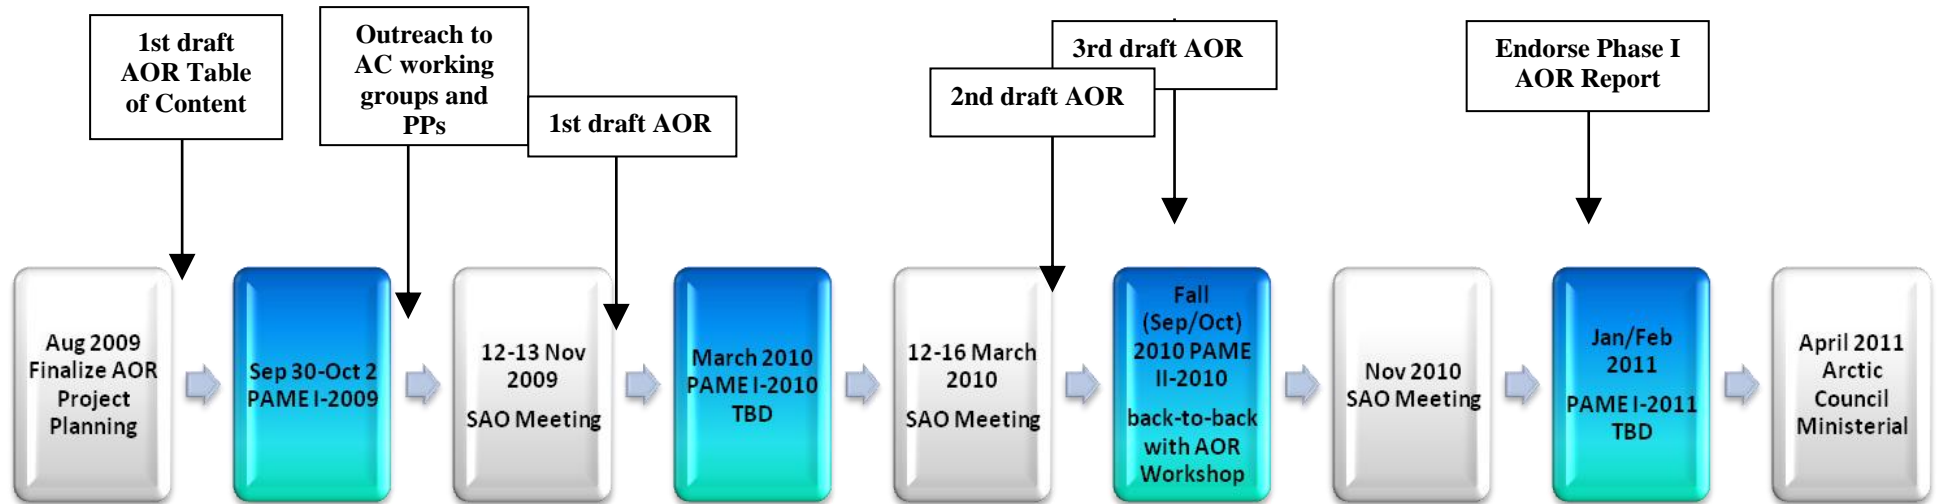 1st draft
AOR Table
of Content
Outreach to
AC working
groups and
PPs
1st draft AOR
2nd draft AOR
3rd draft AOR
Endorse Phase I
AOR Report
Aug 2009
Finalize AOR
Project
Planning
Sep 30-Oct 2
PAME I-2009
12-13 Nov
2009
SAO Meeting
March 2010
PAME I-2010
TBD
12-16 March
2010
SAO Meeting
Fall
(Sep/Oct)
2010 PAME
II-2010
back-to-back
with AOR
Workshop
Nov 2010
SAO Meeting
Jan/Feb
2011
PAME I-2011
TBD
April 2011
Arctic
Council
Ministerial